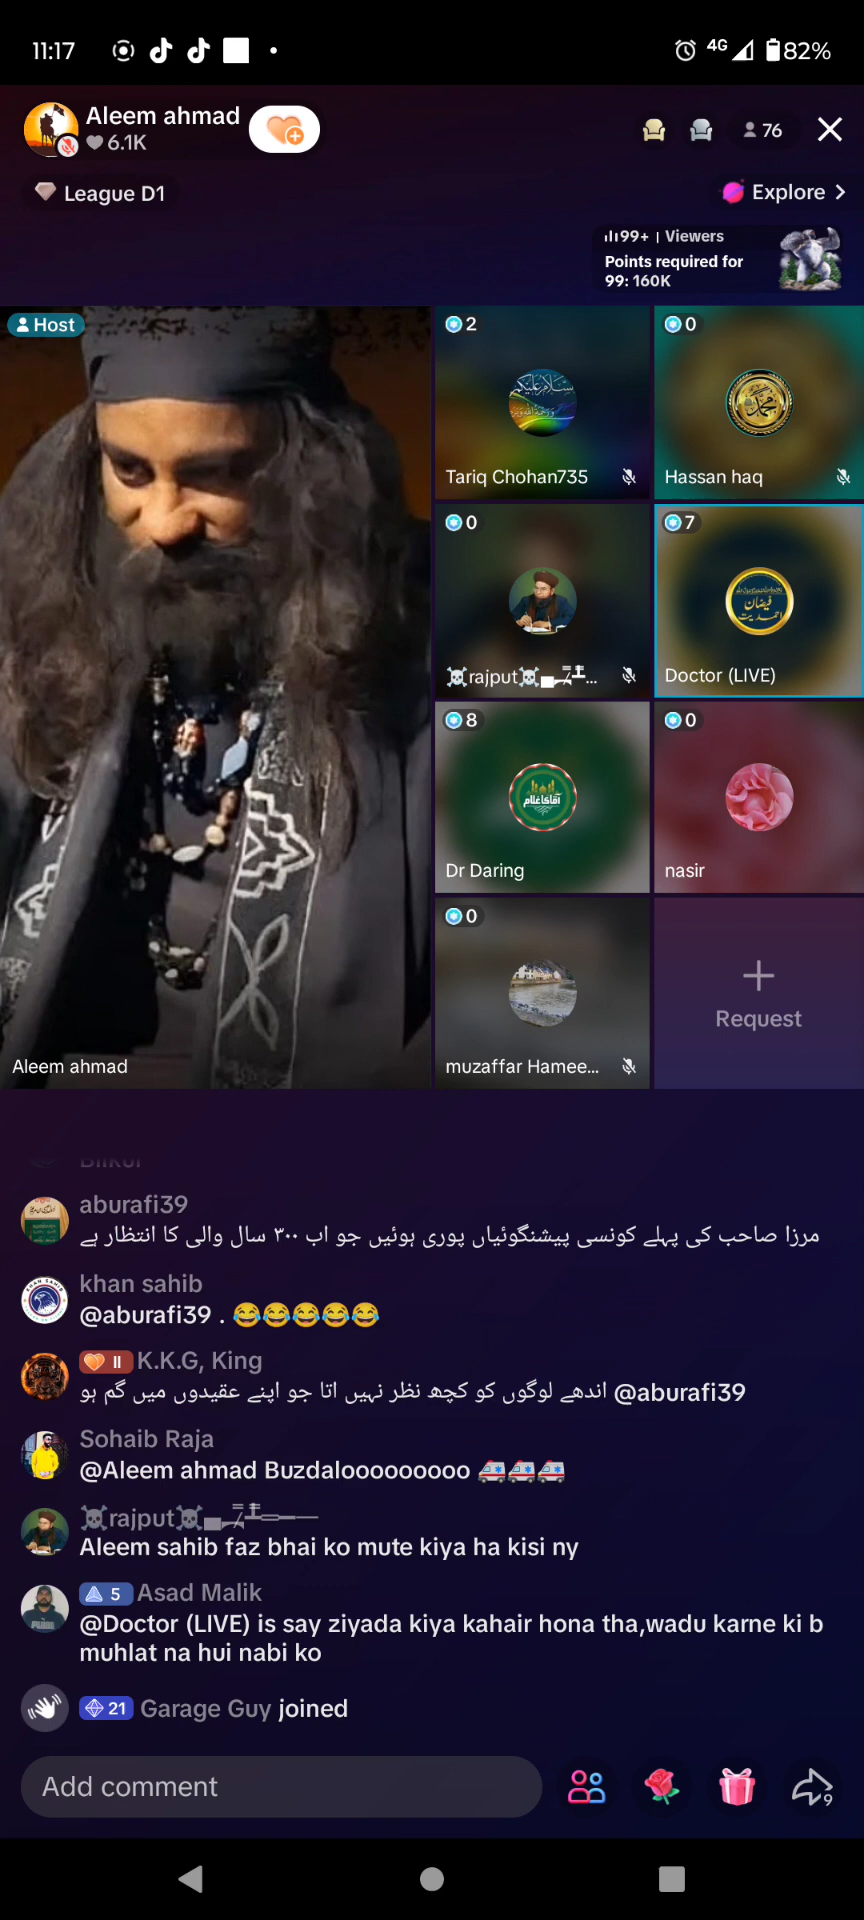 11:17
4G
82%
Aleem ahmad
6.1K
76
League D1
Explore
99+ | Viewers
Points required for
99: 160K
Host
2
Tariq Chohan735
0
Hassan haq
0
☠️rajput☠️▄︻┻̿...
7
Doctor (LIVE)
8
Dr Daring
0
nasir
0
muzaffar Hamee...
Request
Aleem ahmad
aburafi39
مرزا صاحب کی پہلے کونسی پیشنگوئیاں پوری ہوئیں جو اب ۳۰۰ سال والی کا انتظار ہے
khan sahib
@aburafi39 . 😂😂😂😂😂
II K.K.G, King
@aburafi39 اندھے لوگوں کو کچھ نظر نہیں اتا جو اپنے عقیدوں میں گم ہو
Sohaib Raja
@Aleem ahmad Buzdalooooooooo 🚑🚑🚑
☠️rajput☠️▄︻̷̿┻̿═━一
Aleem sahib faz bhai ko mute kiya ha kisi ny
5 Asad Malik
@Doctor (LIVE) is say ziyada kiya kahair hona tha,wadu karne ki b
muhlat na hui nabi ko
21 Garage Guy joined
Add comment
9